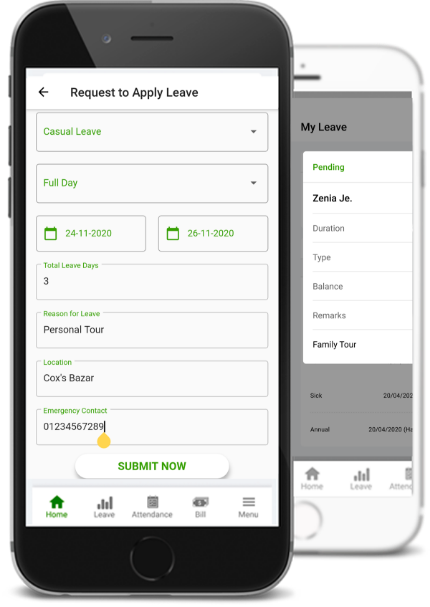 Request to Apply Leave
Casual Leave
Full Day
24-11-2020
26-11-2020
Total Leave Days
3
Reason for Leave
Personal Tour
Location
Cox's Bazar
Emergency Contact
01234567289
SUBMIT NOW
Home
Leave
Attendance
Bill
Menu
My Leave
Pending
Zenia Je.
Duration
Type
Balance
Remarks
Family Tour
Sick
20/04/202
Annual
20/04/2020 (Ha
Home
Leave
Atten